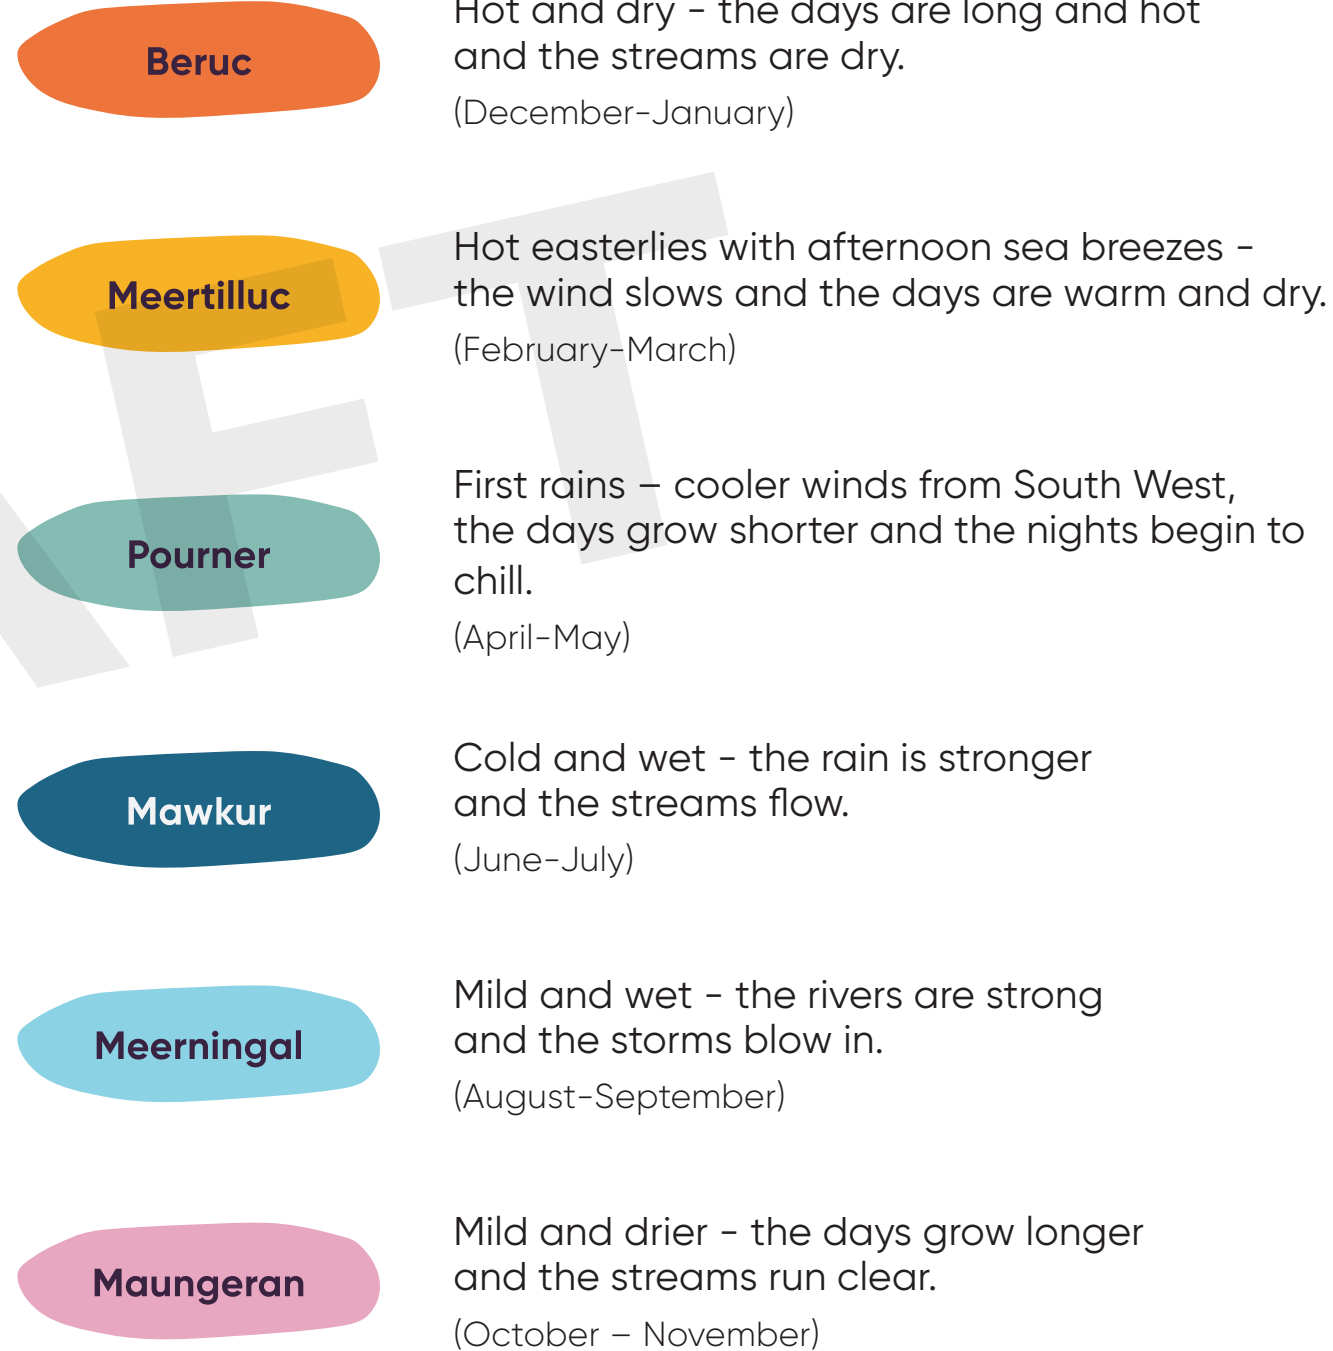 Beruc
Hot and dry - the days are long and hot
and the streams are dry.
(December-January)
Meertilluc
Hot easterlies with afternoon sea breezes -
the wind slows and the days are warm and dry.
(February-March)
Pourner
First rains – cooler winds from South West,
the days grow shorter and the nights begin to
chill.
(April-May)
Mawkur
Cold and wet - the rain is stronger
and the streams flow.
(June-July)
Meerningal
Mild and wet - the rivers are strong
and the storms blow in.
(August-September)
Maungeran
Mild and drier - the days grow longer
and the streams run clear.
(October – November)
AFT